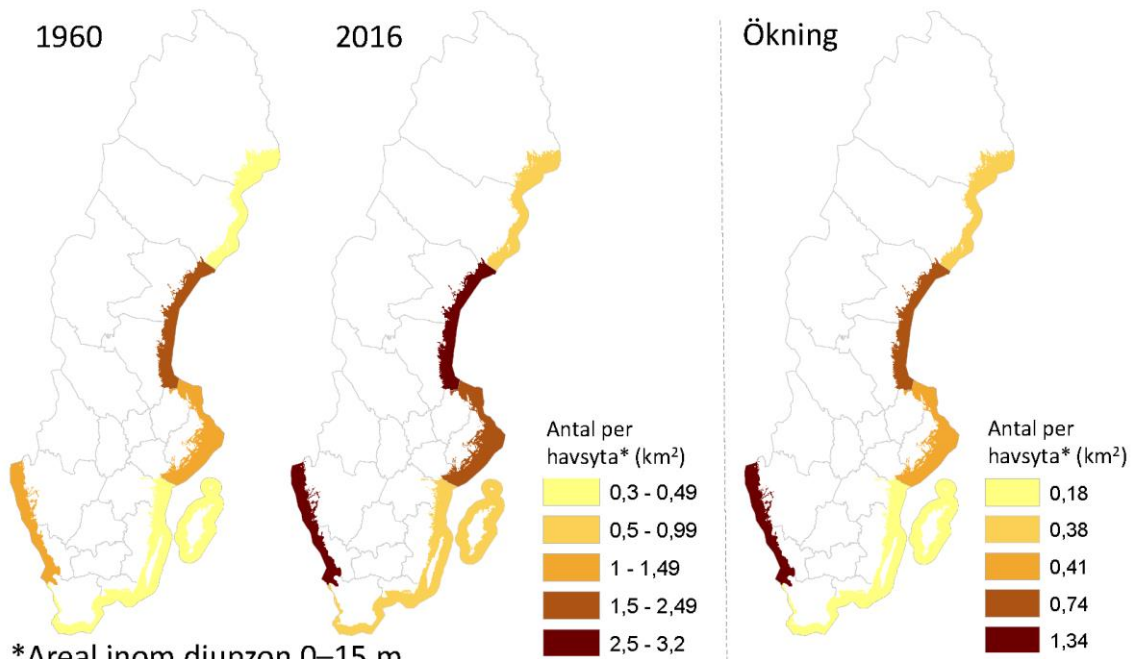 1960
2016
Ökning
Antal per
havsyta* (km²)
0,3 - 0,49
0,5 - 0,99
1 - 1,49
1,5 - 2,49
2,5 - 3,2
Antal per
havsyta* (km²)
0,18
0,38
0,41
0,74
1,34
*Areal inom djupzon 0–15 m